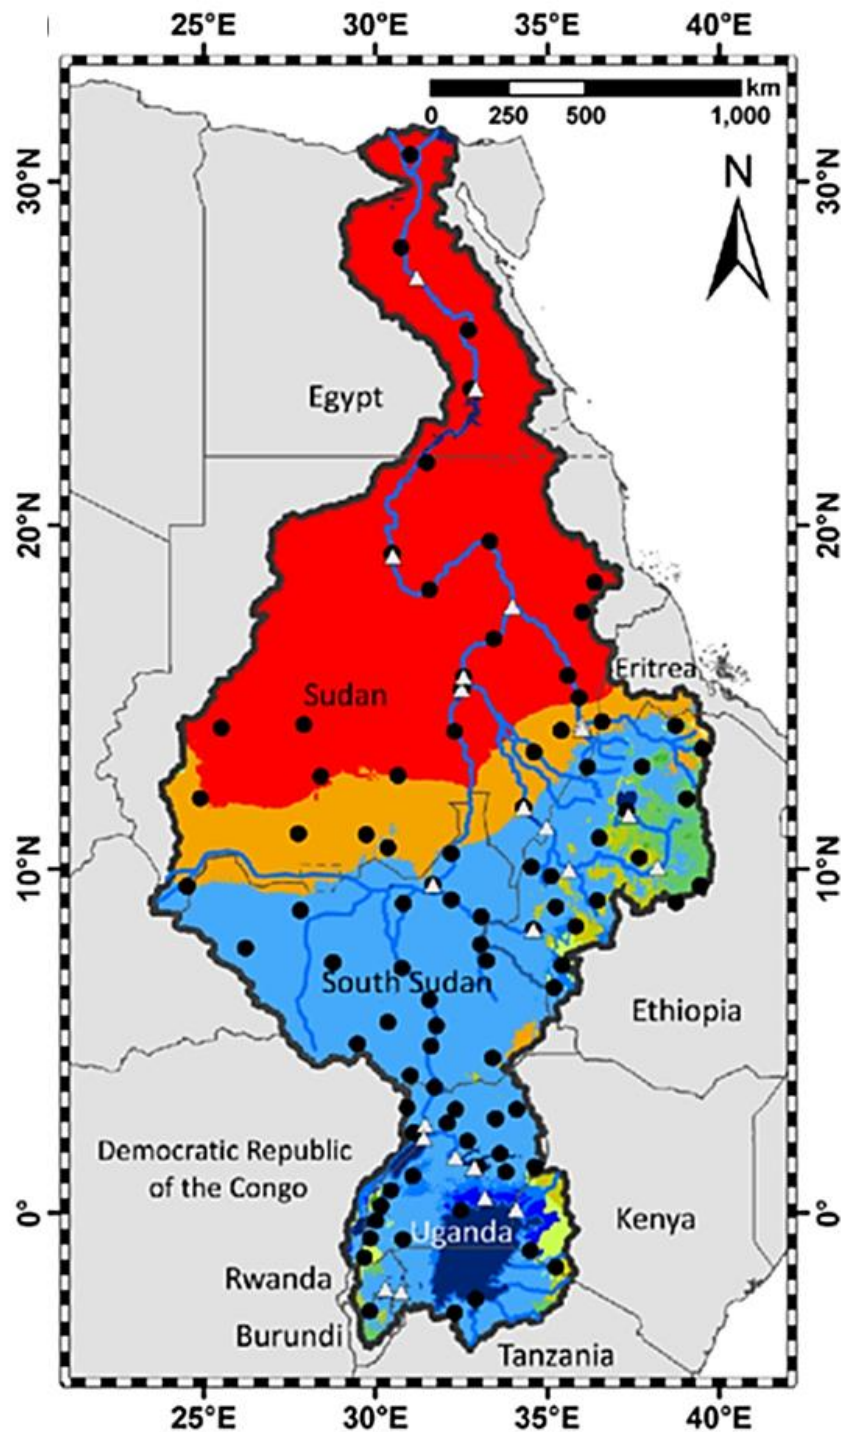 25°E 30°E 35°E 40°E
km
0 250 500 1,000
30°N 30°N
N
Egypt
20°N 20°N
Eritrea
Sudan
10°N 10°N
South Sudan
Ethiopia
Democratic Republic
of the Congo
0° 0°
Kenya
Uganda
Rwanda
Burundi
Tanzania
25°E 30°E 35°E 40°E